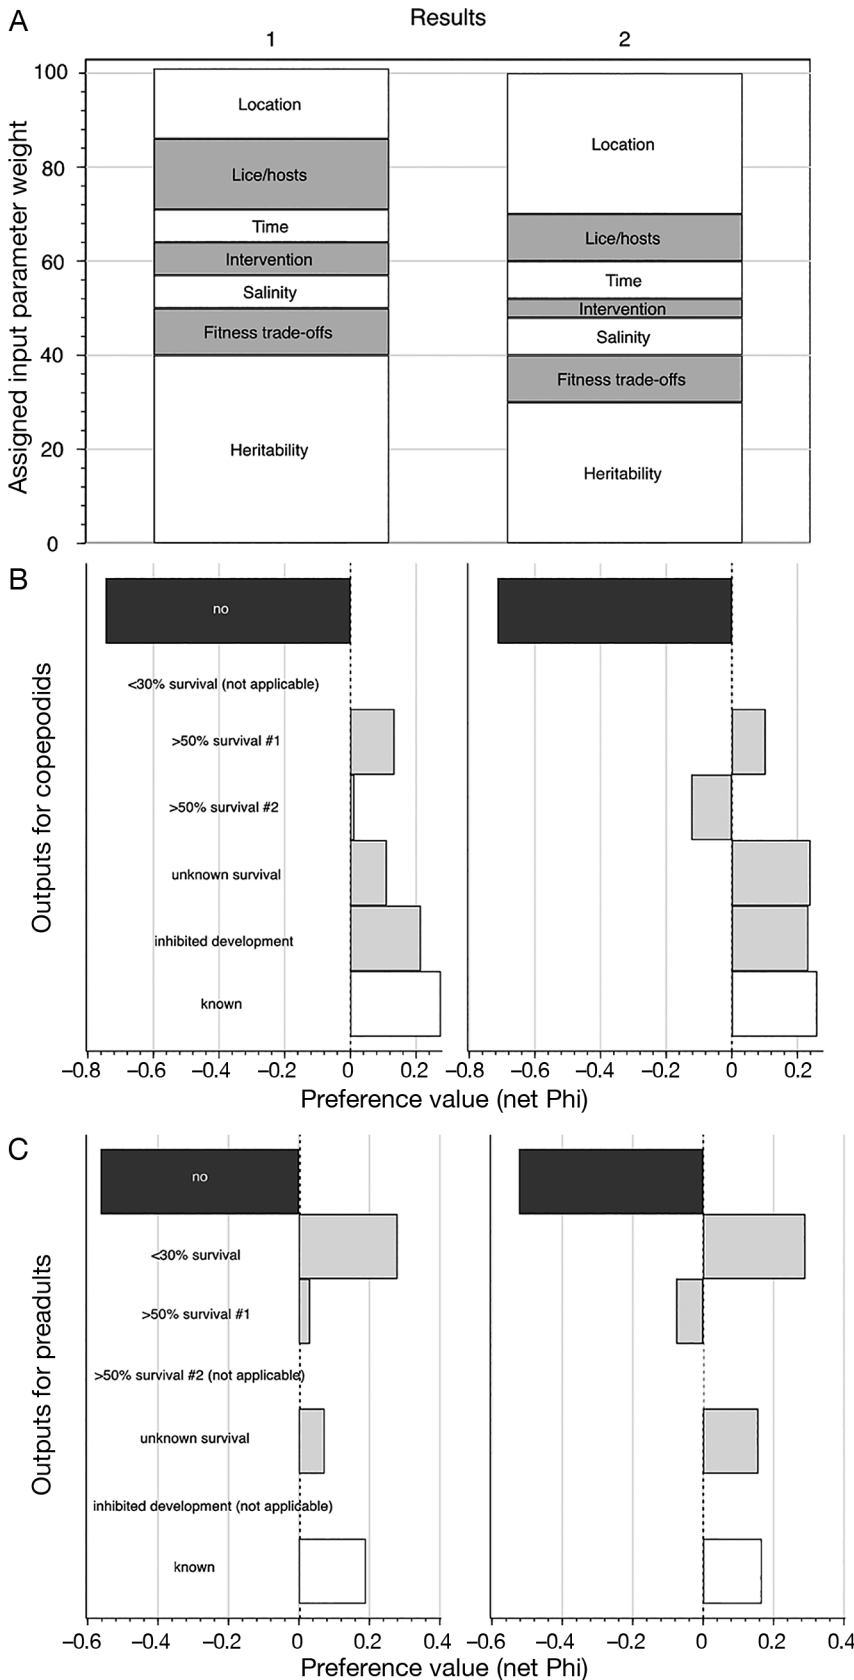 A
Results
1
2
Assigned input parameter weight
100
80
60
40
20
0
Location
Lice/hosts
Time
Intervention
Salinity
Fitness trade-offs
Heritability
Location
Lice/hosts
Time
Intervention
Salinity
Fitness trade-offs
Heritability
B
Outputs for copepodids
no
<30% survival (not applicable)
>50% survival #1
>50% survival #2
unknown survival
inhibited development
known
−0.8 −0.6 −0.4 −0.2 0 0.2
−0.8 −0.6 −0.4 −0.2 0 0.2
Preference value (net Phi)
C
Outputs for preadults
no
<30% survival
>50% survival #1
>50% survival #2 (not applicable)
unknown survival
inhibited development (not applicable)
known
−0.6 −0.4 −0.2 0 0.2 0.4
−0.6 −0.4 −0.2 0 0.2 0.4
Preference value (net Phi)